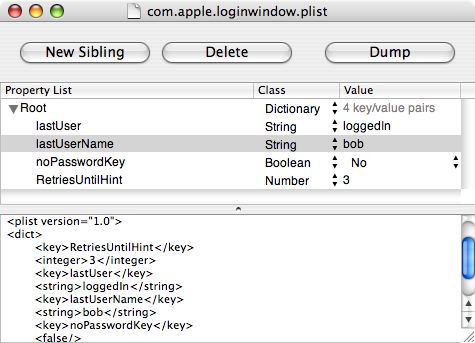 com.apple.loginwindow.plist
New Sibling Delete Dump
Property List Class Value
Root Dictionary 4 key/value pairs
lastUser String loggedIn
lastUserName String bob
noPasswordKey Boolean No
RetriesUntilHint Number 3
<plist version="1.0">
<dict>
<key>RetriesUntilHint</key>
<integer>3</integer>
<key>lastUser</key>
<string>loggedIn</string>
<key>lastUserName</key>
<string>bob</string>
<key>noPasswordKey</key>
<false/>